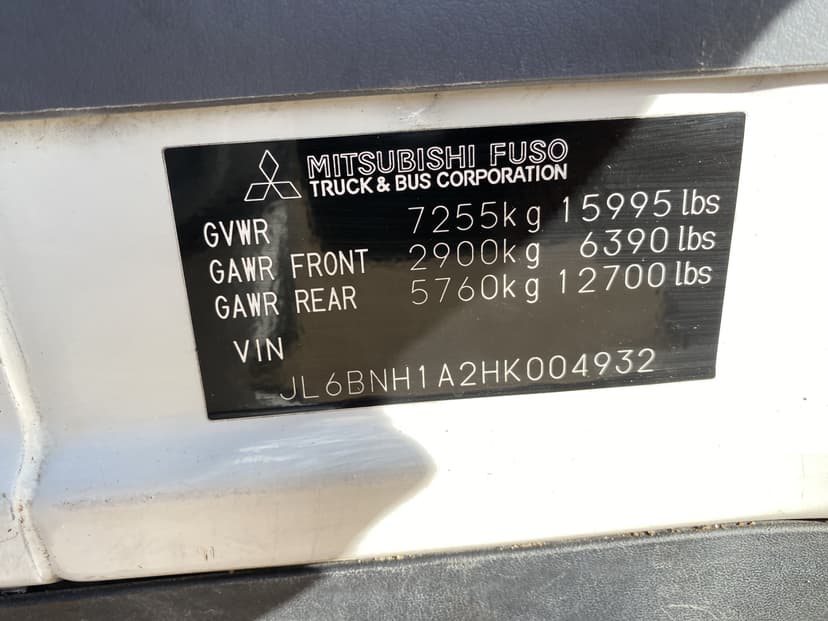 MITSUBISHI FUSO
TRUCK & BUS CORPORATION
GVWR 7255kg 15995 lbs
GAWR FRONT 2900kg 6390 lbs
GAWR REAR 5760kg 12700 lbs
VIN
JL6BNH1A2HK004932